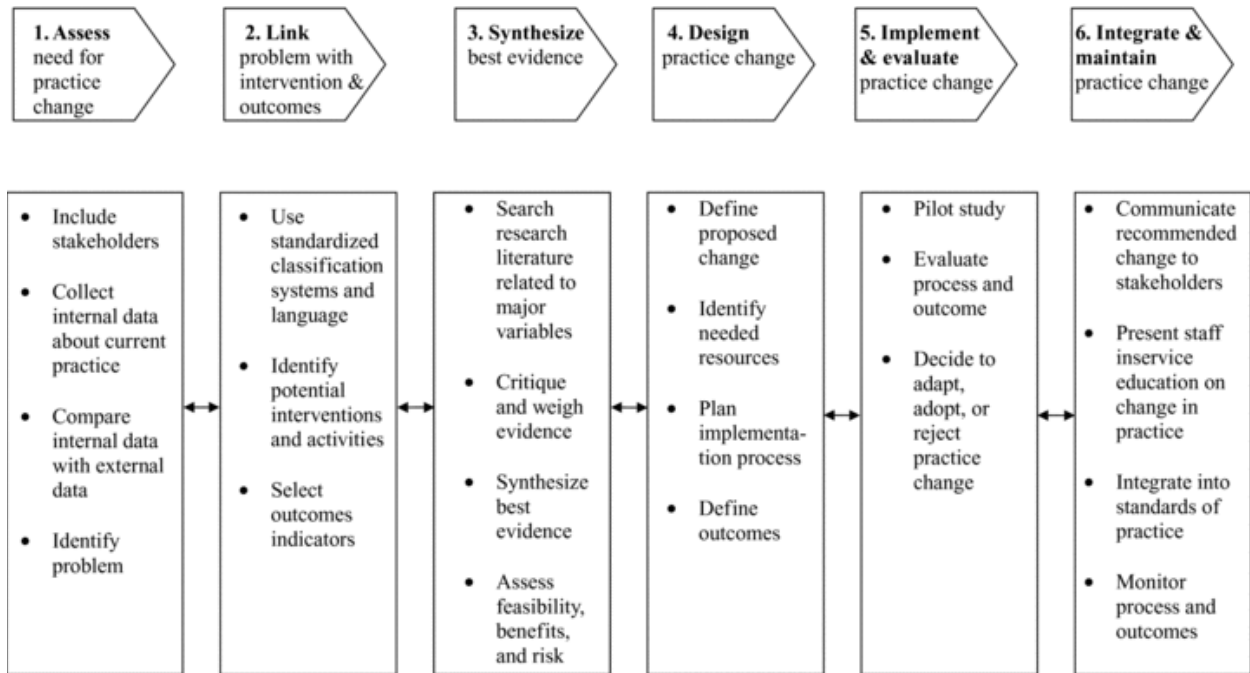 1. Assess
need for
practice
change
2. Link
problem with
intervention &
outcomes
3. Synthesize
best evidence
4. Design
practice change
5. Implement
& evaluate
practice change
6. Integrate &
maintain
practice change
• Include
stakeholders
• Collect
internal data
about current
practice
• Compare
internal data
with external
data
• Identify
problem
• Use
standardized
classification
systems and
language
• Identify
potential
interventions
and activities
• Select
outcomes
indicators
• Search
research
literature
related to
major
variables
• Critique
and weigh
evidence
• Synthesize
best
evidence
• Assess
feasibility,
benefits,
and risk
• Define
proposed
change
• Identify
needed
resources
• Plan
implementa-
tion process
• Define
outcomes
• Pilot study
• Evaluate
process and
outcome
• Decide to
adapt,
adopt, or
reject
practice
change
• Communicate
recommended
change to
stakeholders
• Present staff
inservice
education on
change in
practice
• Integrate into
standards of
practice
• Monitor
process and
outcomes